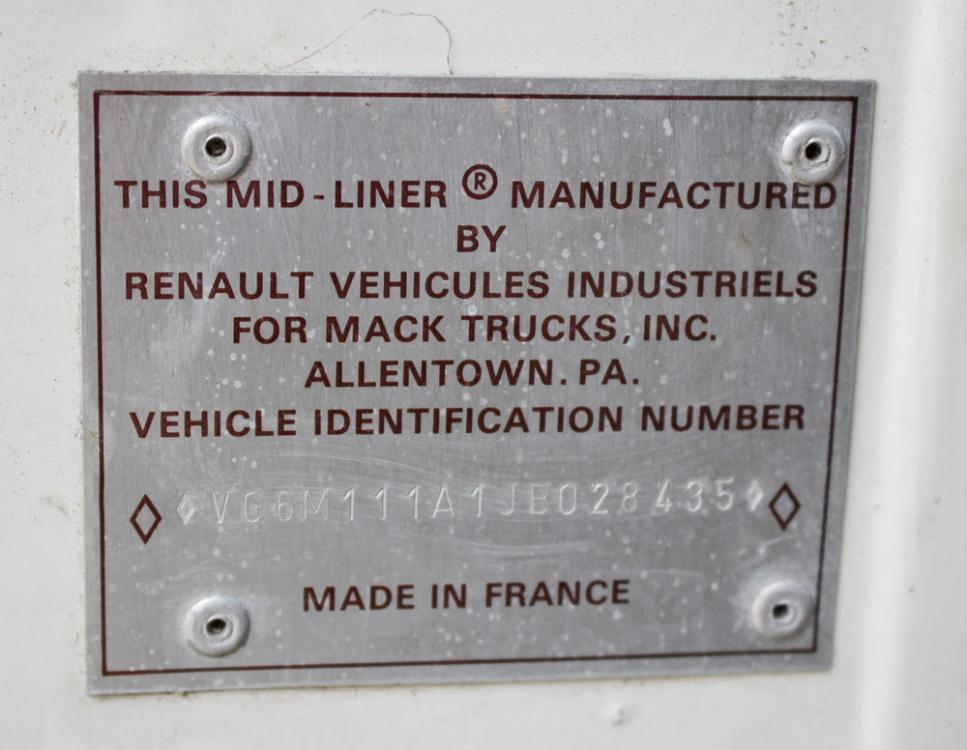 THIS MID-LINER ® MANUFACTURED
BY
RENAULT VEHICULES INDUSTRIELS
FOR MACK TRUCKS, INC.
ALLENTOWN. PA.
VEHICLE IDENTIFICATION NUMBER
VG6M111A1JB028435
MADE IN FRANCE